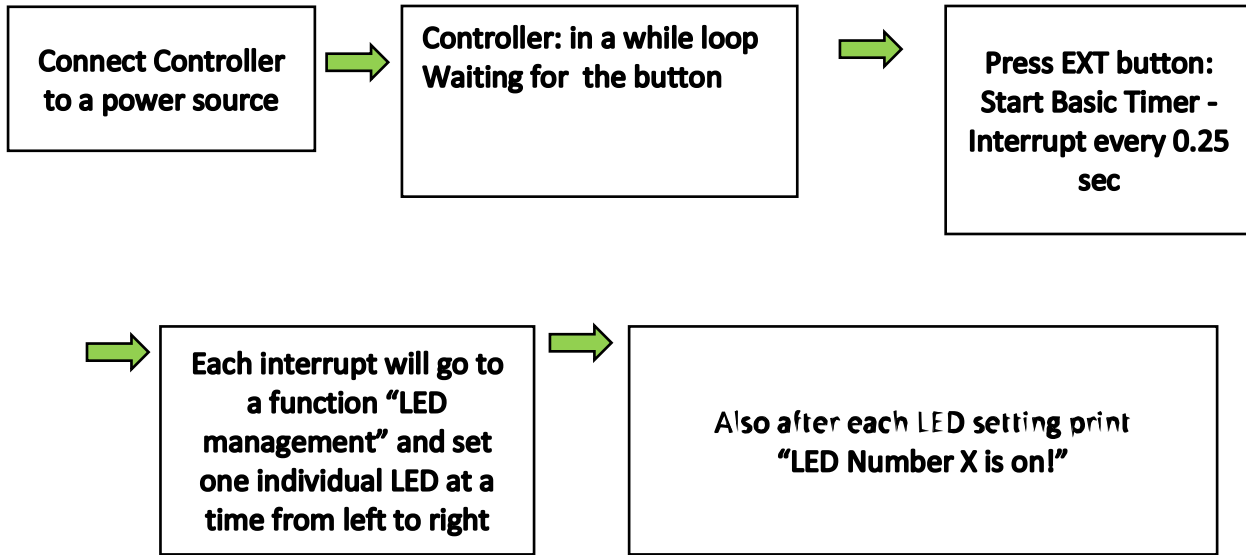 Connect Controller
to a power source
Controller: in a while loop
Waiting for the button
Press EXT button:
Start Basic Timer -
Interrupt every 0.25
sec
Each interrupt will go to
a function “LED
management” and set
one individual LED at a
time from left to right
Also after each LED setting print
“LED Number X is on!”